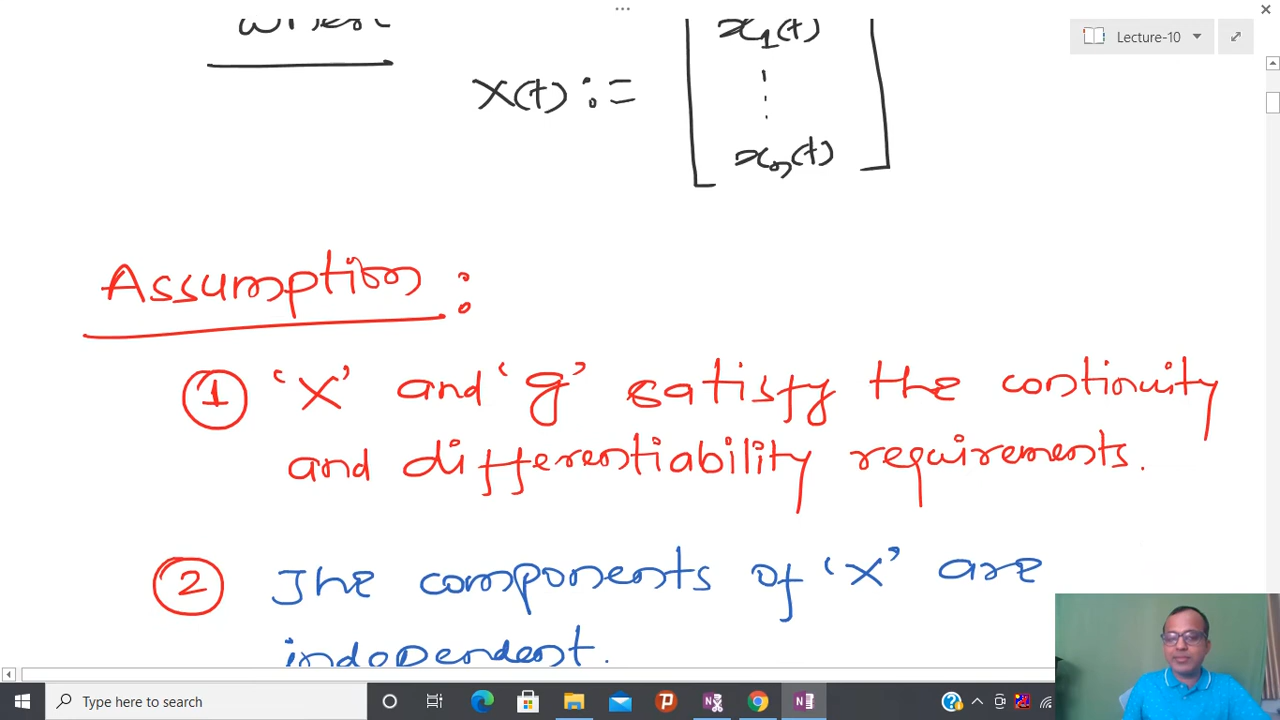 where
x₁(t)
X(t) :=
⋮
xₙ(t)
Assumption :
① 'X' and 'g' satisfy the continuity
and differentiability requirements.
② The components of 'X' are
independent.
Lecture-10
Type here to search